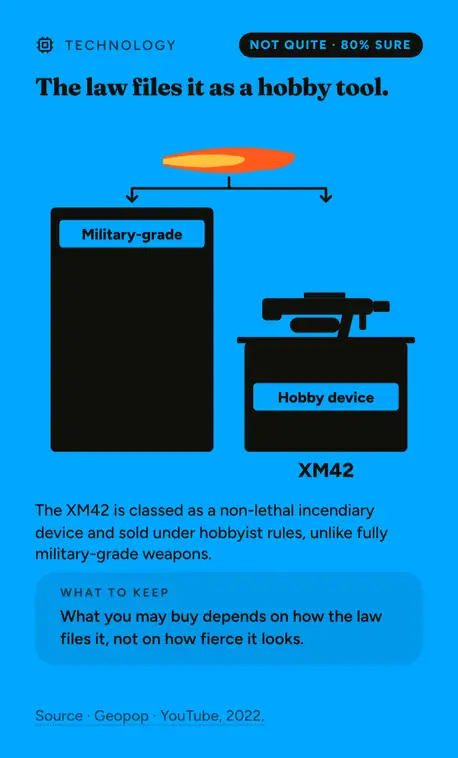 TECHNOLOGY
NOT QUITE · 80% SURE
The law files it as a hobby tool.
Military-grade
Hobby device
XM42
The XM42 is classed as a non-lethal incendiary
device and sold under hobbyist rules, unlike fully
military-grade weapons.
WHAT TO KEEP
What you may buy depends on how the law
files it, not on how fierce it looks.
Source · Geopop · YouTube, 2022.